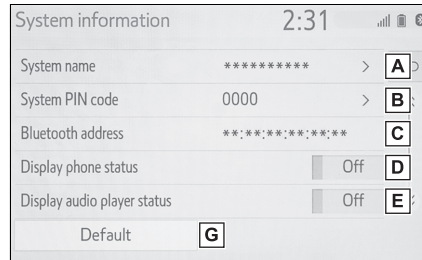 System information 2:31
System name ********** > A
System PIN code 0000 > B
Bluetooth address **:**:**:**:**:** C
Display phone status Off D
Display audio player status Off E
Default G